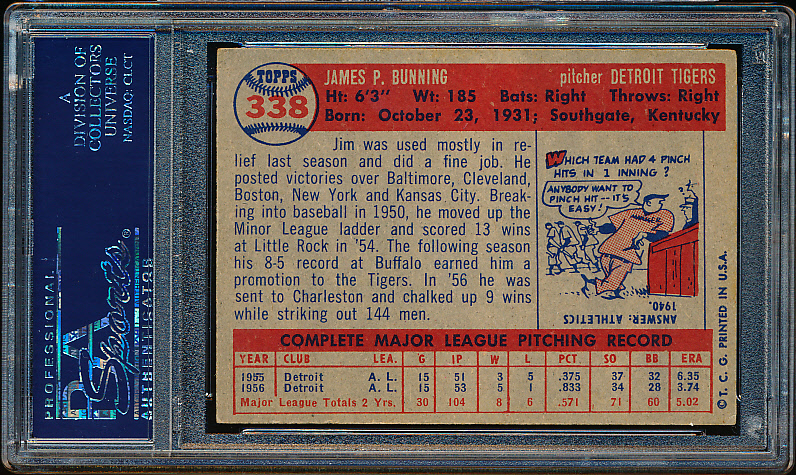 A
DIVISION OF
COLLECTORS
UNIVERSE
NASDAQ: CLCT
PROFESSIONAL
PSA
Sports
®
AUTHENTICATOR
TOPPS
338
JAMES P. BUNNING pitcher DETROIT TIGERS
Ht: 6'3" Wt: 185 Bats: Right Throws: Right
Born: October 23, 1931; Southgate, Kentucky
Jim was used mostly in re-
lief last season and did a fine job. He
posted victories over Baltimore, Cleveland,
Boston, New York and Kansas City. Break-
ing into baseball in 1950, he moved up the
Minor League ladder and scored 13 wins
at Little Rock in '54. The following season
his 8-5 record at Buffalo earned him a
promotion to the Tigers. In '56 he was
sent to Charleston and chalked up 9 wins
while striking out 144 men.
WHICH TEAM HAD 4 PINCH
HITS IN 1 INNING ?
ANYBODY WANT TO
PINCH HIT -- IT'S
EASY!
ANSWER: ATHLETICS
1940.
COMPLETE MAJOR LEAGUE PITCHING RECORD
YEAR CLUB LEA. G IP W L PCT. SO BB ERA
1955 Detroit A. L. 15 51 3 5 .375 37 32 6.35
1956 Detroit A. L. 15 53 5 1 .833 34 28 3.74
Major League Totals 2 Yrs. 30 104 8 6 .571 71 60 5.02
© T. C. G. PRINTED IN U.S.A.